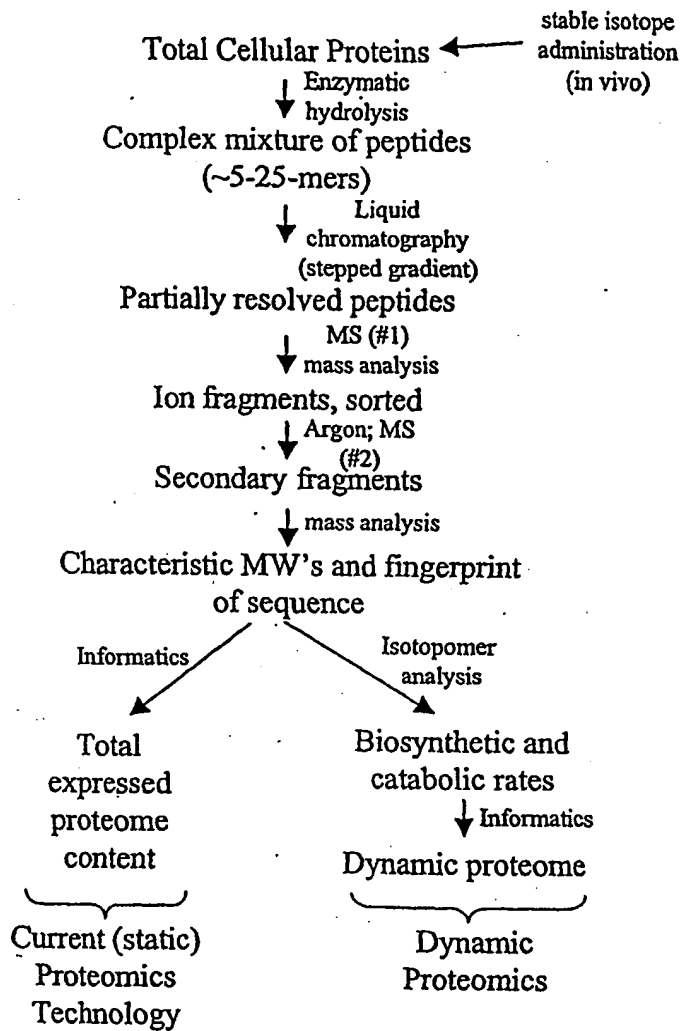 stable isotope
administration
(in vivo)
Total Cellular Proteins
Enzymatic
hydrolysis
Complex mixture of peptides
(~5-25-mers)
Liquid
chromatography
(stepped gradient)
Partially resolved peptides
MS (#1)
mass analysis
Ion fragments, sorted
Argon; MS
(#2)
Secondary fragments
mass analysis
Characteristic MW's and fingerprint
of sequence
Informatics
Isotopomer
analysis
Total
expressed
proteome
content
Biosynthetic and
catabolic rates
Informatics
Dynamic proteome
Current (static)
Proteomics
Technology
Dynamic
Proteomics